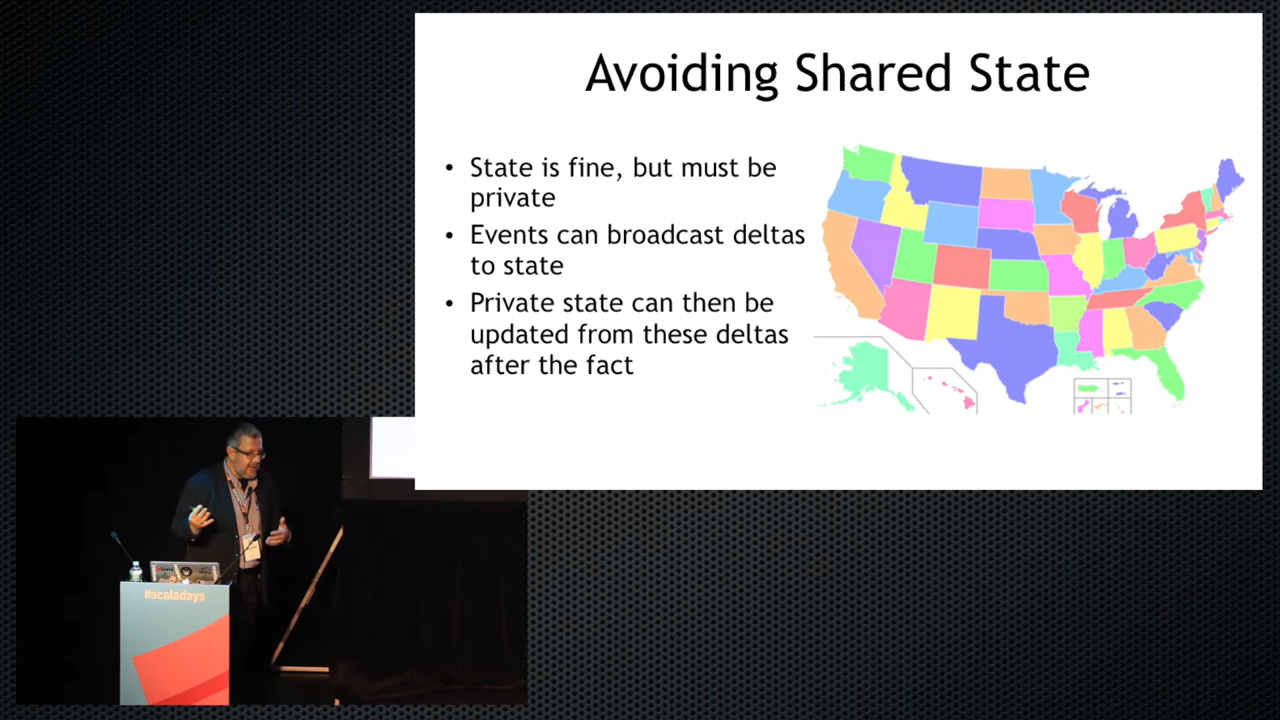 Avoiding Shared State
• State is fine, but must be
private
• Events can broadcast deltas
to state
• Private state can then be
updated from these deltas
after the fact
#scaladays